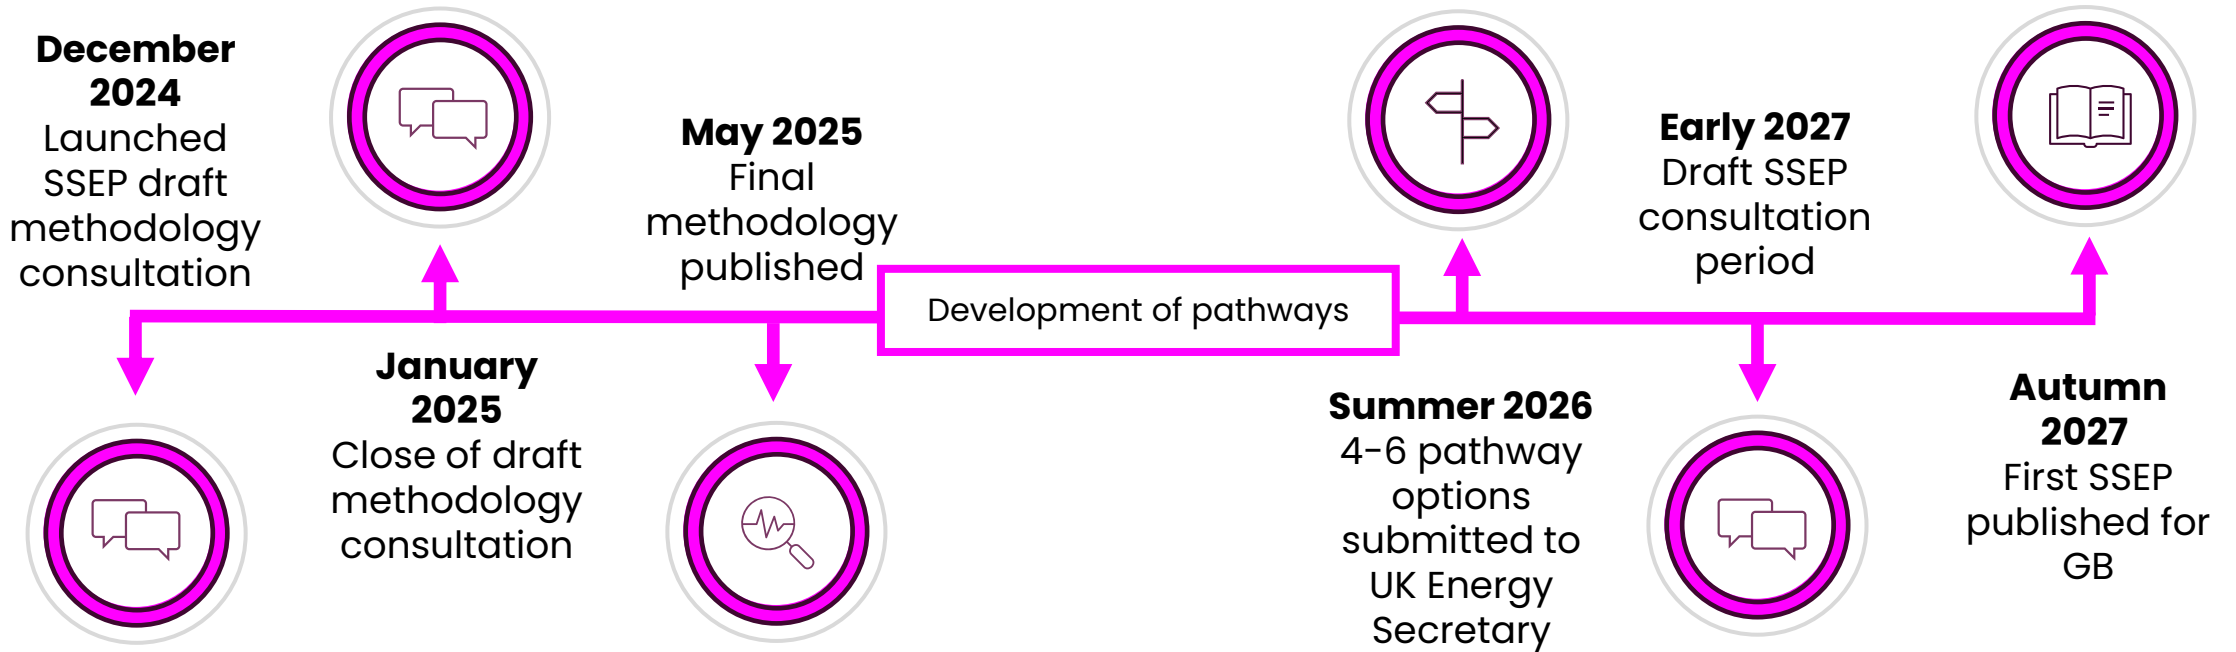 December
2024
Launched
SSEP draft
methodology
consultation
January
2025
Close of draft
methodology
consultation
May 2025
Final
methodology
published
Development of pathways
Summer 2026
4-6 pathway
options
submitted to
UK Energy
Secretary
Early 2027
Draft SSEP
consultation
period
Autumn
2027
First SSEP
published for
GB